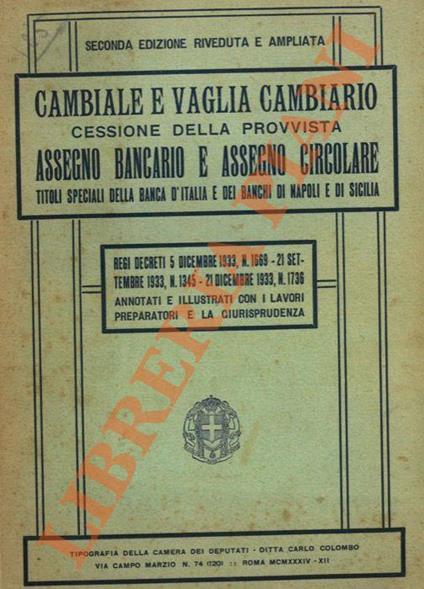 SECONDA EDIZIONE RIVEDUTA E AMPLIATA
CAMBIALE E VAGLIA CAMBIARIO
CESSIONE DELLA PROVVISTA
ASSEGNO BANCARIO E ASSEGNO CIRCOLARE
TITOLI SPECIALI DELLA BANCA D'ITALIA E DEI BANCHI DI NAPOLI E DI SICILIA
REGI DECRETI 5 DICEMBRE 1933, N. 1669 - 21 SET-
TEMBRE 1933, N. 1345 - 21 DICEMBRE 1933, N. 1736
ANNOTATI E ILLUSTRATI CON I LAVORI
PREPARATORI E LA GIURISPRUDENZA
TIPOGRAFIA DELLA CAMERA DEI DEPUTATI - DITTA CARLO COLOMBO
VIA CAMPO MARZIO N. 74 (120) :: ROMA MCMXXXIV - XII
LIBRERIA PIANI